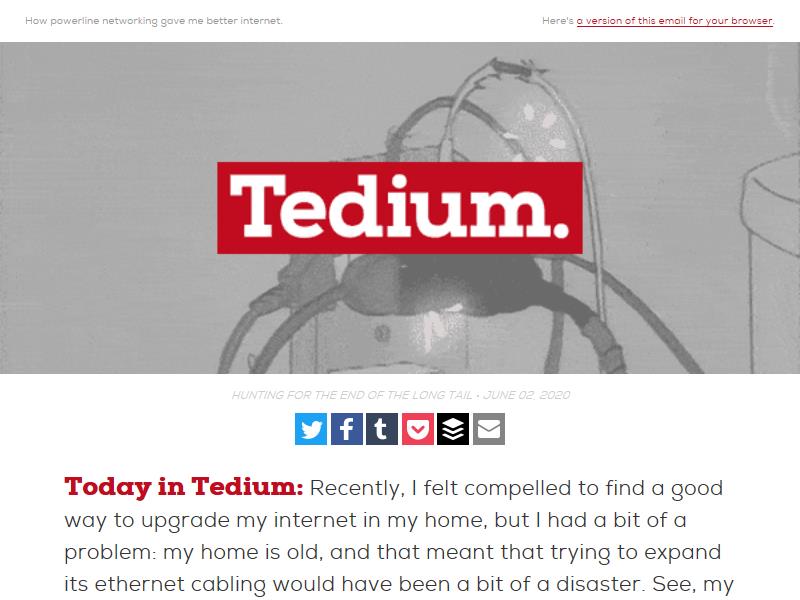 How powerline networking gave me better internet.
Here's a version of this email for your browser.
Tedium.
HUNTING FOR THE END OF THE LONG TAIL • JUNE 02, 2020
Today in Tedium: Recently, I felt compelled to find a good
way to upgrade my internet in my home, but I had a bit of a
problem: my home is old, and that meant that trying to expand
its ethernet cabling would have been a bit of a disaster. See, my